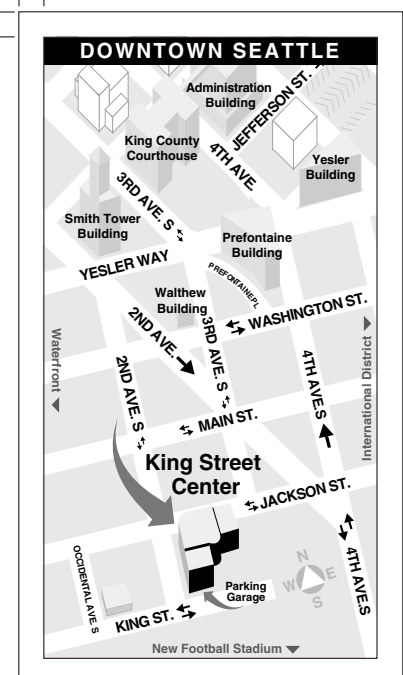 DOWNTOWN SEATTLE
Administration
Building
JEFFERSON ST.
King County
Courthouse
4TH AVE
Yesler
Building
3RD AVE. S
Smith Tower
Building
Prefontaine
Building
YESLER WAY
PREFONTAINE PL
Walthew
Building
WASHINGTON ST.
2ND AVE.
3RD AVE. S
Waterfront
International District
2ND AVE. S
4TH AVE.S
MAIN ST.
King Street
Center
JACKSON ST.
OCCIDENTAL AVE. S
N
W E
S
4TH AVE.S
Parking
Garage
KING ST.
New Football Stadium